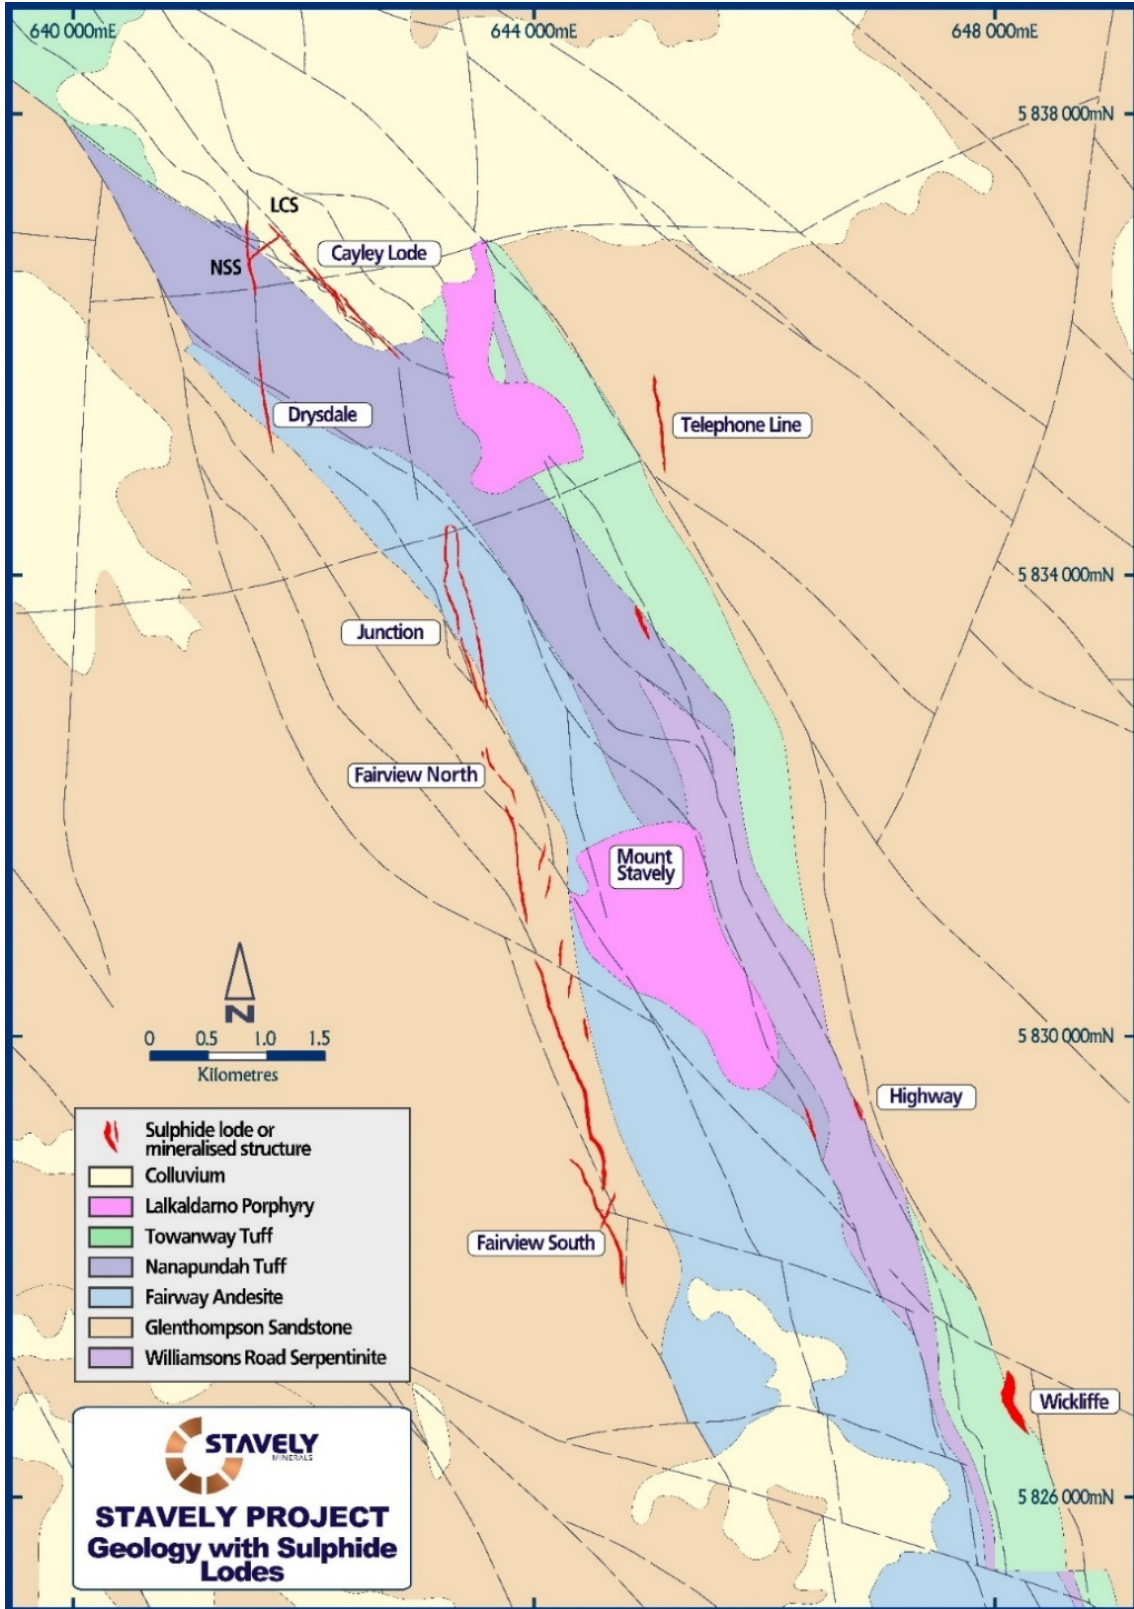 640 000mE
644 000mE
648 000mE
5 838 000mN
LCS
Cayley Lode
NSS
Drysdale
Telephone Line
5 834 000mN
Junction
Fairview North
Mount
Stavely
N
0 0.5 1.0 1.5
Kilometres
5 830 000mN
Highway
Sulphide lode or
mineralised structure
Colluvium
Lalkaldarno Porphyry
Towanway Tuff
Nanapundah Tuff
Fairway Andesite
Glenthompson Sandstone
Williamsons Road Serpentinite
Fairview South
Wickliffe
STAVELY
MINERALS
STAVELY PROJECT
Geology with Sulphide
Lodes
5 826 000mN